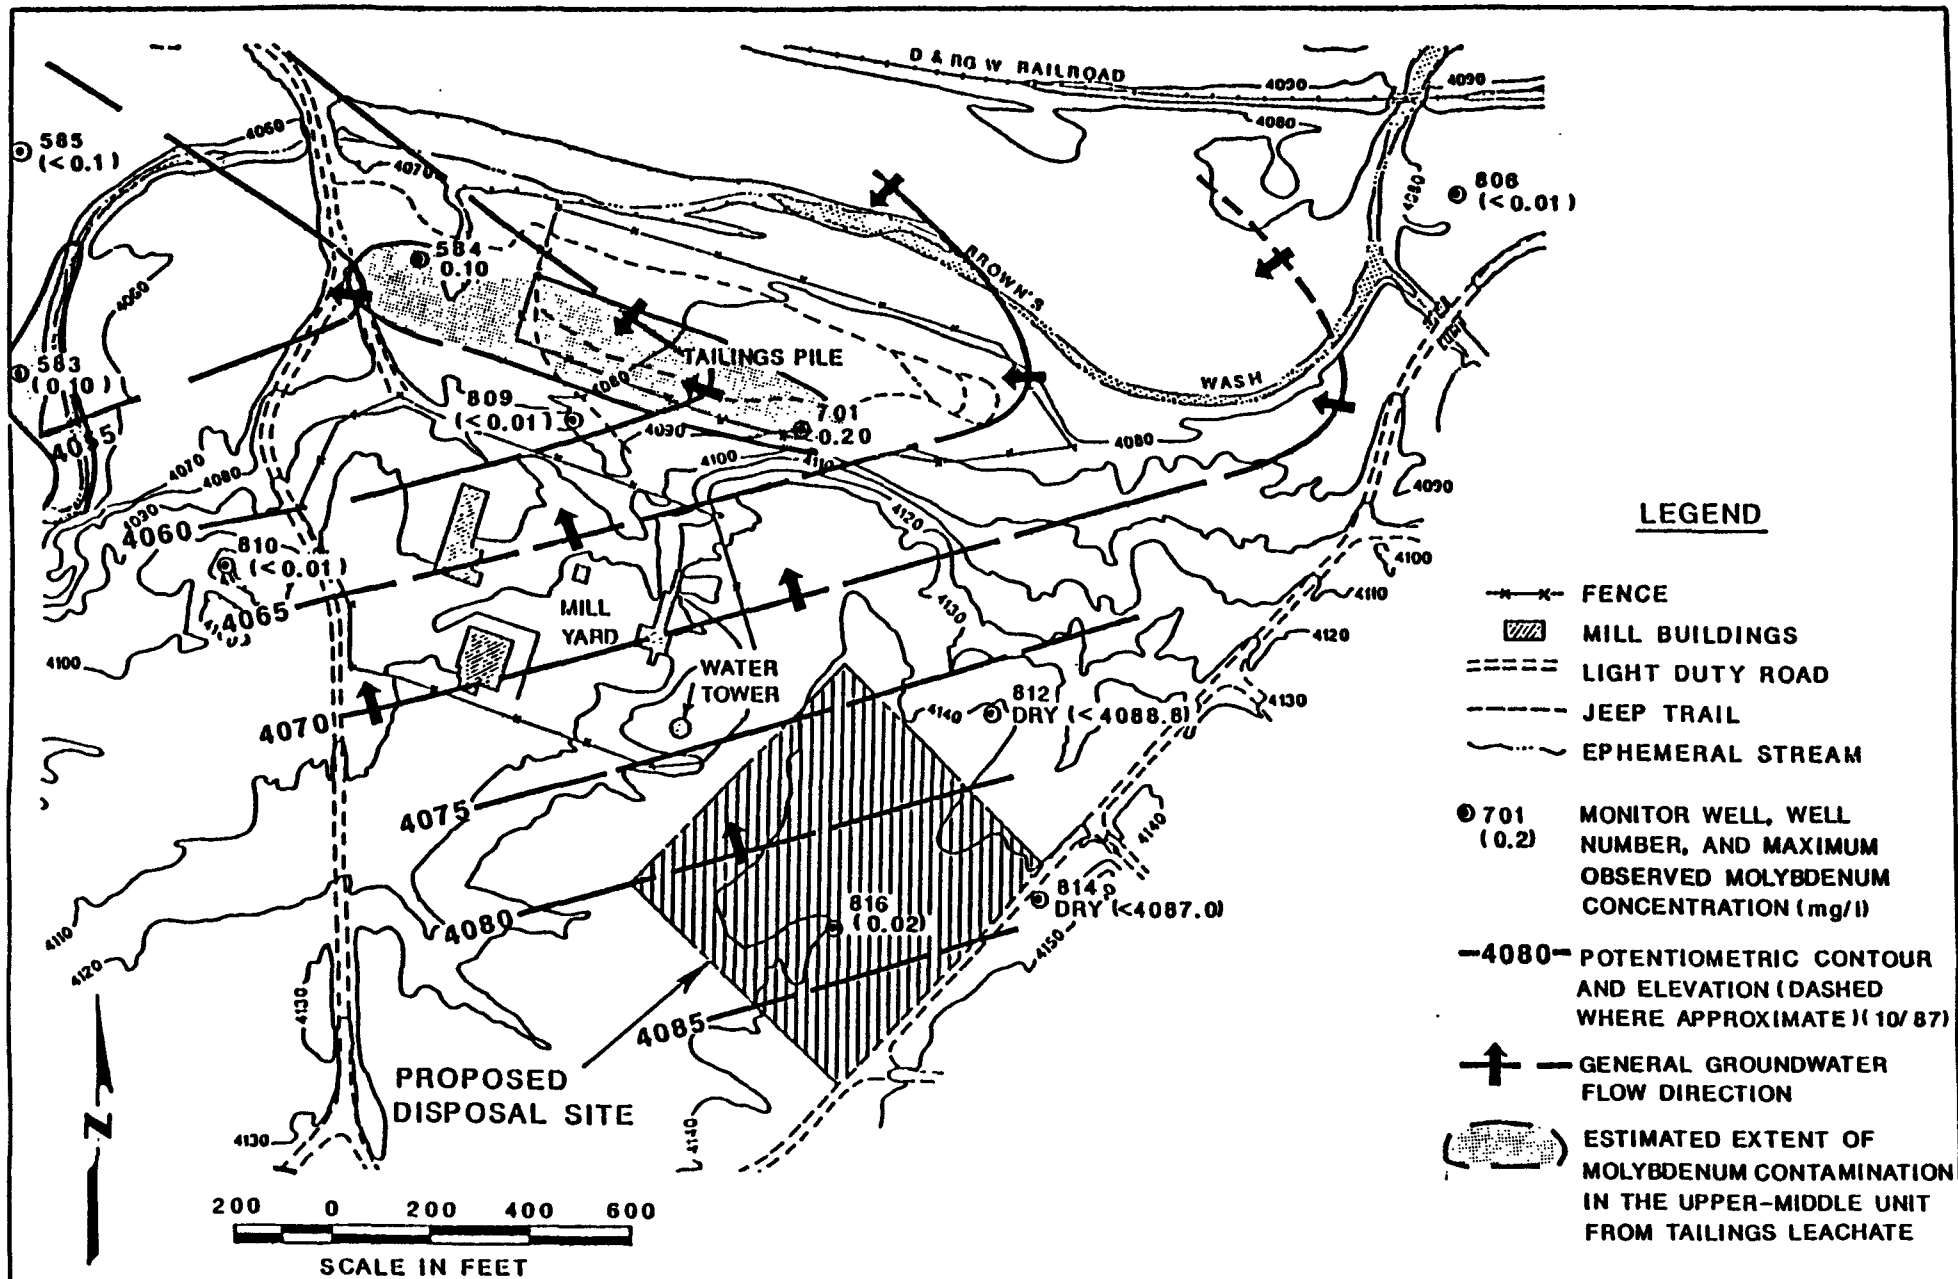 D & RG W RAILROAD
4090
4090
4080
4060
585
(<0.1)
4070
4080
808
(<0.01)
584
0.10
BROWN'S
4060
TAILINGS PILE
WASH
583
(0.10)
4080
809
(<0.01)
701
0.20
4090
4080
4055
4070
4080
4100
4110
4090
4030
4060
4120
810
(<0.01)
4100
4065
MILL
YARD
4130
4110
4120
4100
WATER
TOWER
812
DRY (<4088.8)
4140
4130
4070
4075
4140
816
(0.02)
814
DRY (<4087.0)
4080
4110
4120
4150
4130
4085
PROPOSED
DISPOSAL SITE
4130
4140
N
200 0 200 400 600
SCALE IN FEET
LEGEND
FENCE
MILL BUILDINGS
LIGHT DUTY ROAD
JEEP TRAIL
EPHEMERAL STREAM
701
(0.2)
MONITOR WELL, WELL
NUMBER, AND MAXIMUM
OBSERVED MOLYBDENUM
CONCENTRATION (mg/l)
4080
POTENTIOMETRIC CONTOUR
AND ELEVATION (DASHED
WHERE APPROXIMATE) (10/87)
GENERAL GROUNDWATER
FLOW DIRECTION
ESTIMATED EXTENT OF
MOLYBDENUM CONTAMINATION
IN THE UPPER-MIDDLE UNIT
FROM TAILINGS LEACHATE